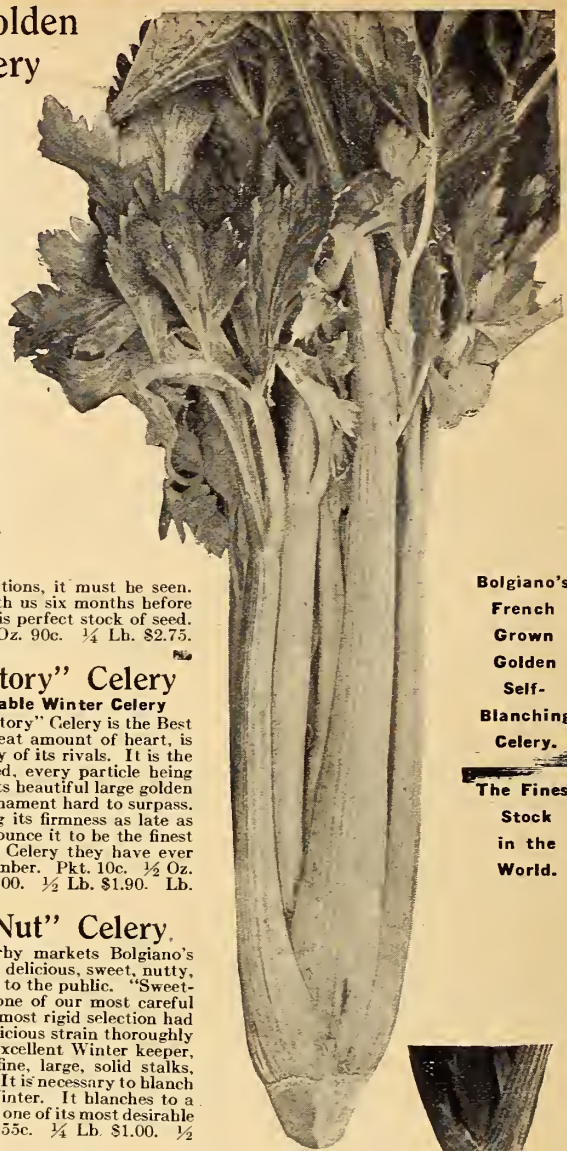 olden
ery
tions, it must be seen.
th us six months before
is perfect stock of seed.
Oz. 90c. ¼ Lb. $2.75.
tory" Celery
able Winter Celery
tory" Celery is the Best
eat amount of heart, is
y of its rivals. It is the
ed, every particle being
ts beautiful large golden
nament hard to surpass.
g its firmness as late as
ounce it to be the finest
Celery they have ever
mber. Pkt. 10c. ½ Oz.
00. ½ Lb. $1.90. Lb.
Nut" Celery.
rby markets Bolgiano's
delicious, sweet, nutty,
to the public. "Sweet-
one of our most careful
most rigid selection had
icious strain thoroughly
xcellent Winter keeper,
fine, large, solid stalks,
It is necessary to blanch
inter. It blanches to a
one of its most desirable
55c. ¼ Lb. $1.00. ½
Bolgiano's
French
Grown
Golden
Self-
Blanching
Celery.
The Fines
Stock
in the
World.